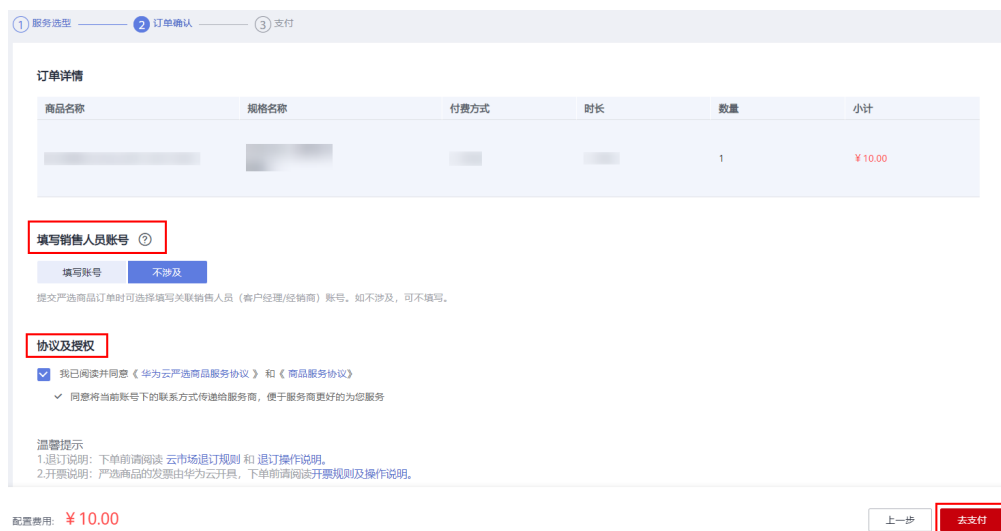 1 服务选型 2 订单确认 3 支付
订单详情
商品名称 规格名称 付费方式 时长 数量 小计
1 ¥10.00
填写销售人员账号 ?
填写账号 不涉及
提交严选商品订单时可选择填写关联销售人员（客户经理/经销商）账号。如不涉及，可不填写。
协议及授权
我已阅读并同意《 华为云严选商品服务协议 》 和《 商品服务协议》
同意将当前账号下的联系方式传递给服务商，便于服务商更好的为您服务
温馨提示
1.退订说明：下单前请阅读 云市场退订规则 和 退订操作说明。
2.开票说明：严选商品的发票由华为云开具，下单前请阅读开票规则及操作说明。
配置费用: ¥10.00 上一步 去支付